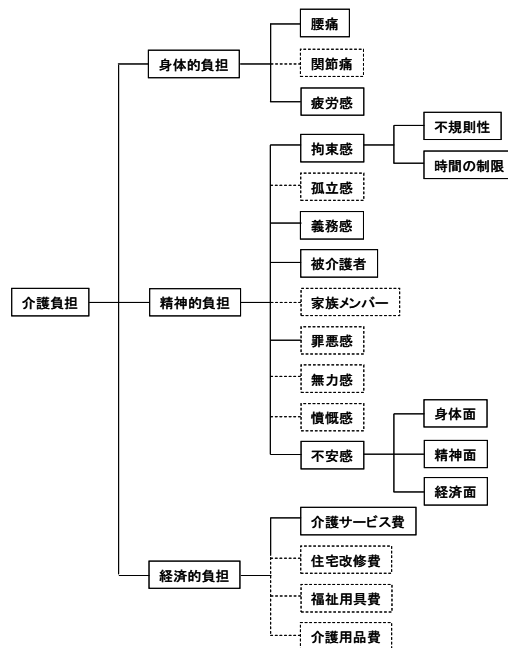 介護負担
身体的負担
腰痛
関節痛
疲労感
精神的負担
拘束感
不規則性
時間の制限
孤立感
義務感
被介護者
家族メンバー
罪悪感
無力感
憤慨感
不安感
身体面
精神面
経済面
経済的負担
介護サービス費
住宅改修費
福祉用具費
介護用品費